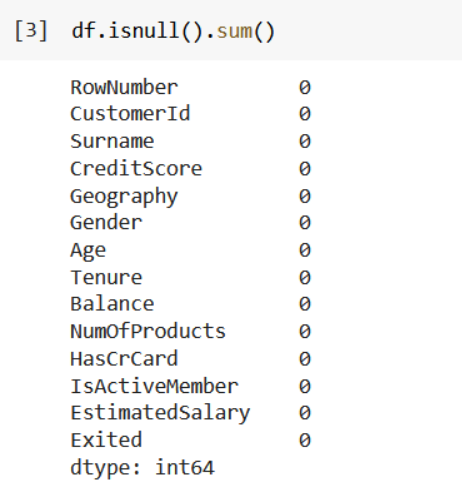 [3] df.isnull().sum()
RowNumber 0
CustomerId 0
Surname 0
CreditScore 0
Geography 0
Gender 0
Age 0
Tenure 0
Balance 0
NumOfProducts 0
HasCrCard 0
IsActiveMember 0
EstimatedSalary 0
Exited 0
dtype: int64